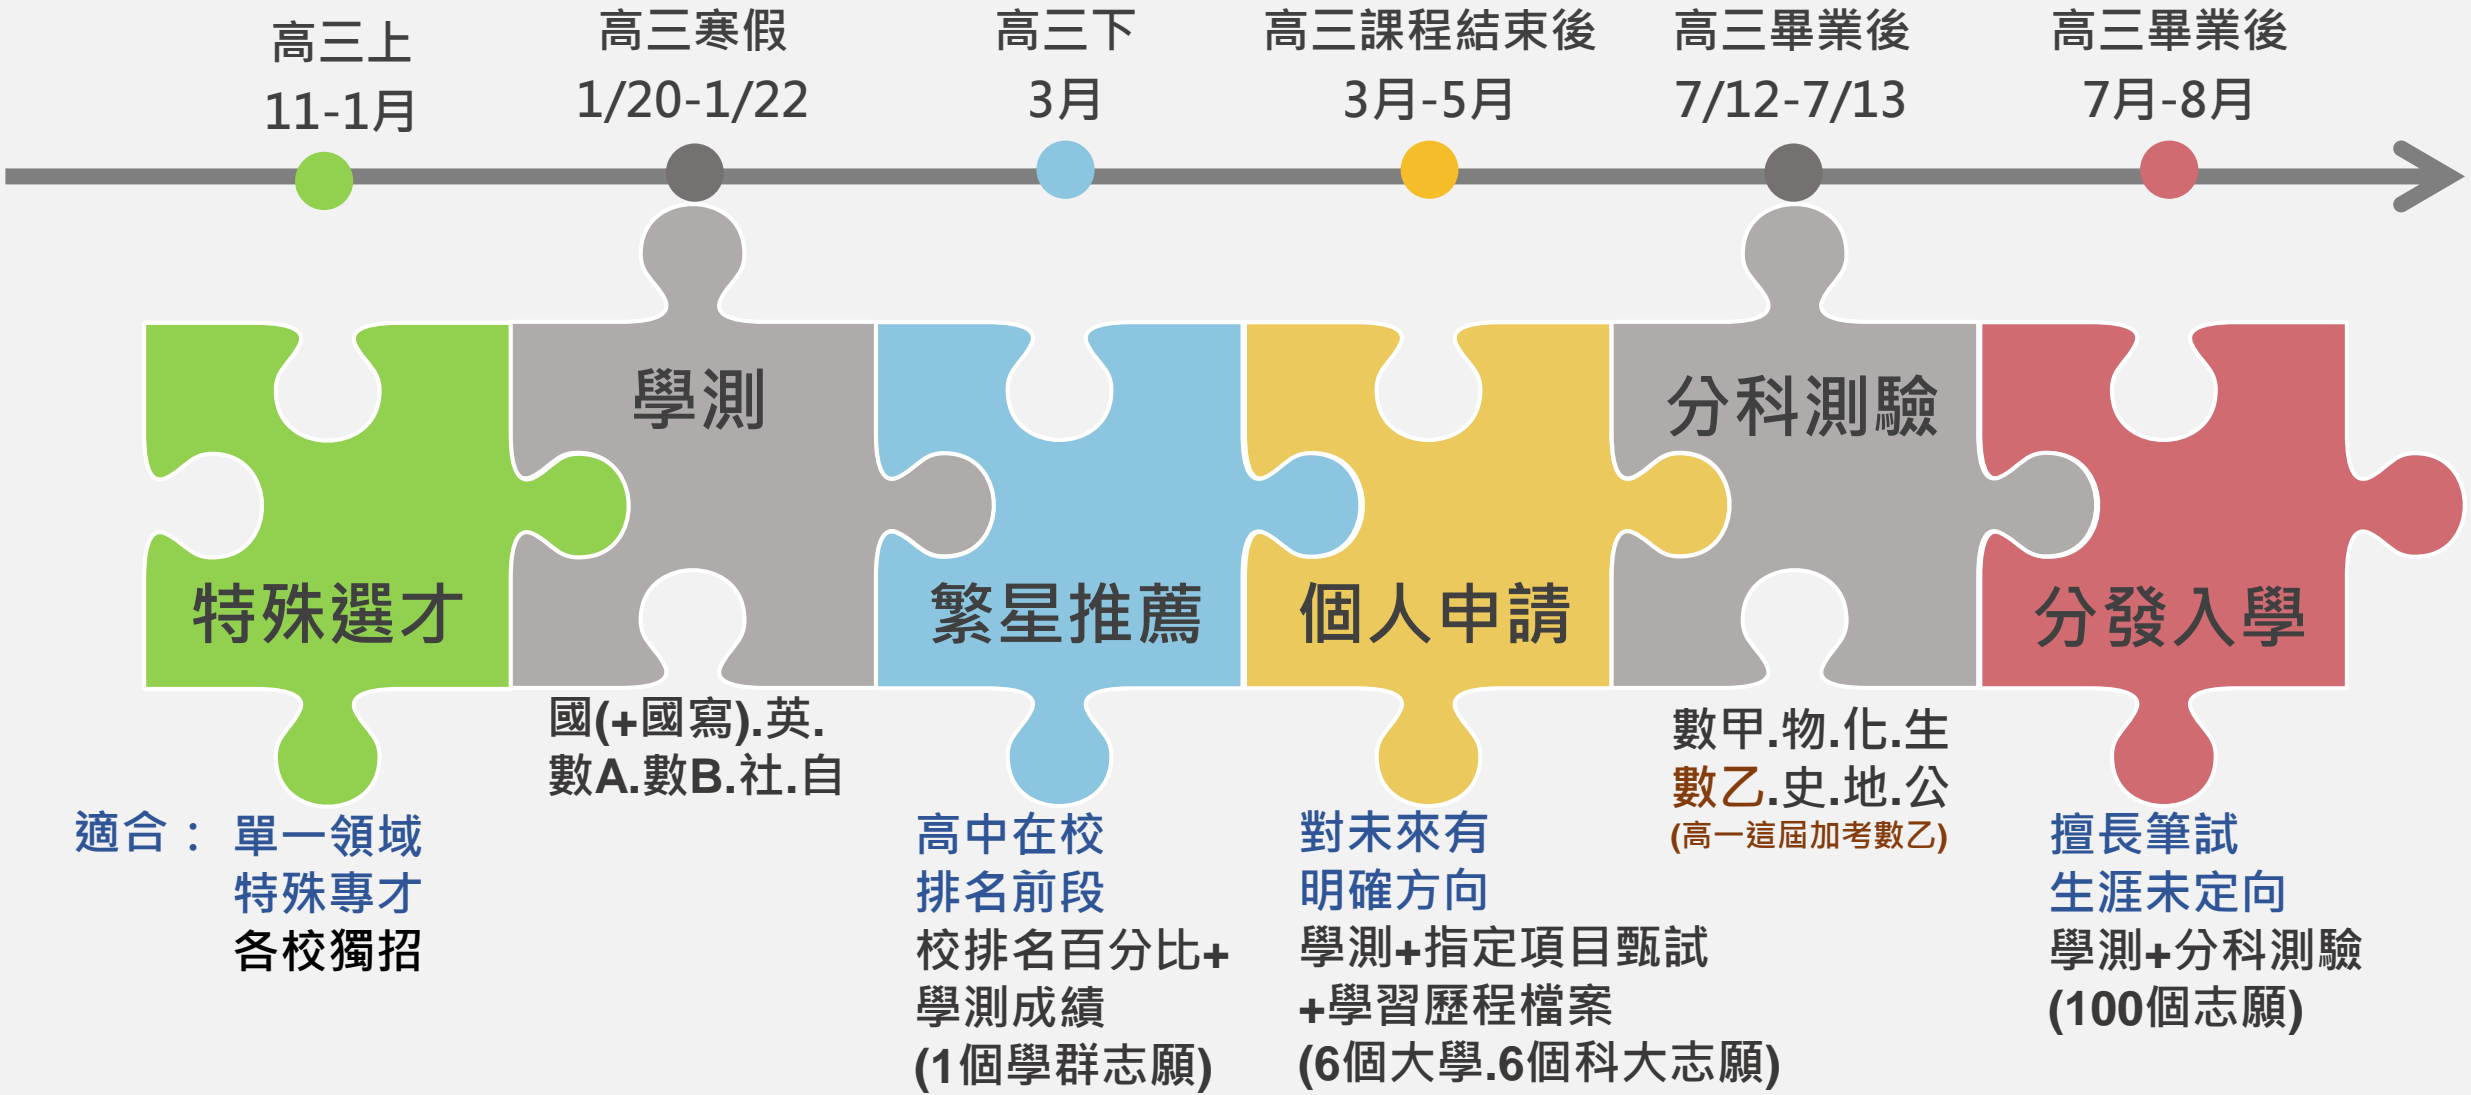 高三上
11-1月
高三寒假
1/20-1/22
高三下
3月
高三課程結束後
3月-5月
高三畢業後
7/12-7/13
高三畢業後
7月-8月
特殊選才
學測
繁星推薦
個人申請
分科測驗
分發入學
適合：
單一領域
特殊專才
各校獨招
國(+國寫).英.
數A.數B.社.自
高中在校
排名前段
校排名百分比+
學測成績
(1個學群志願)
對未來有
明確方向
學測+指定項目甄試
+學習歷程檔案
(6個大學.6個科大志願)
數甲.物.化.生
數乙.史.地.公
(高一這屆加考數乙)
擅長筆試
生涯未定向
學測+分科測驗
(100個志願)